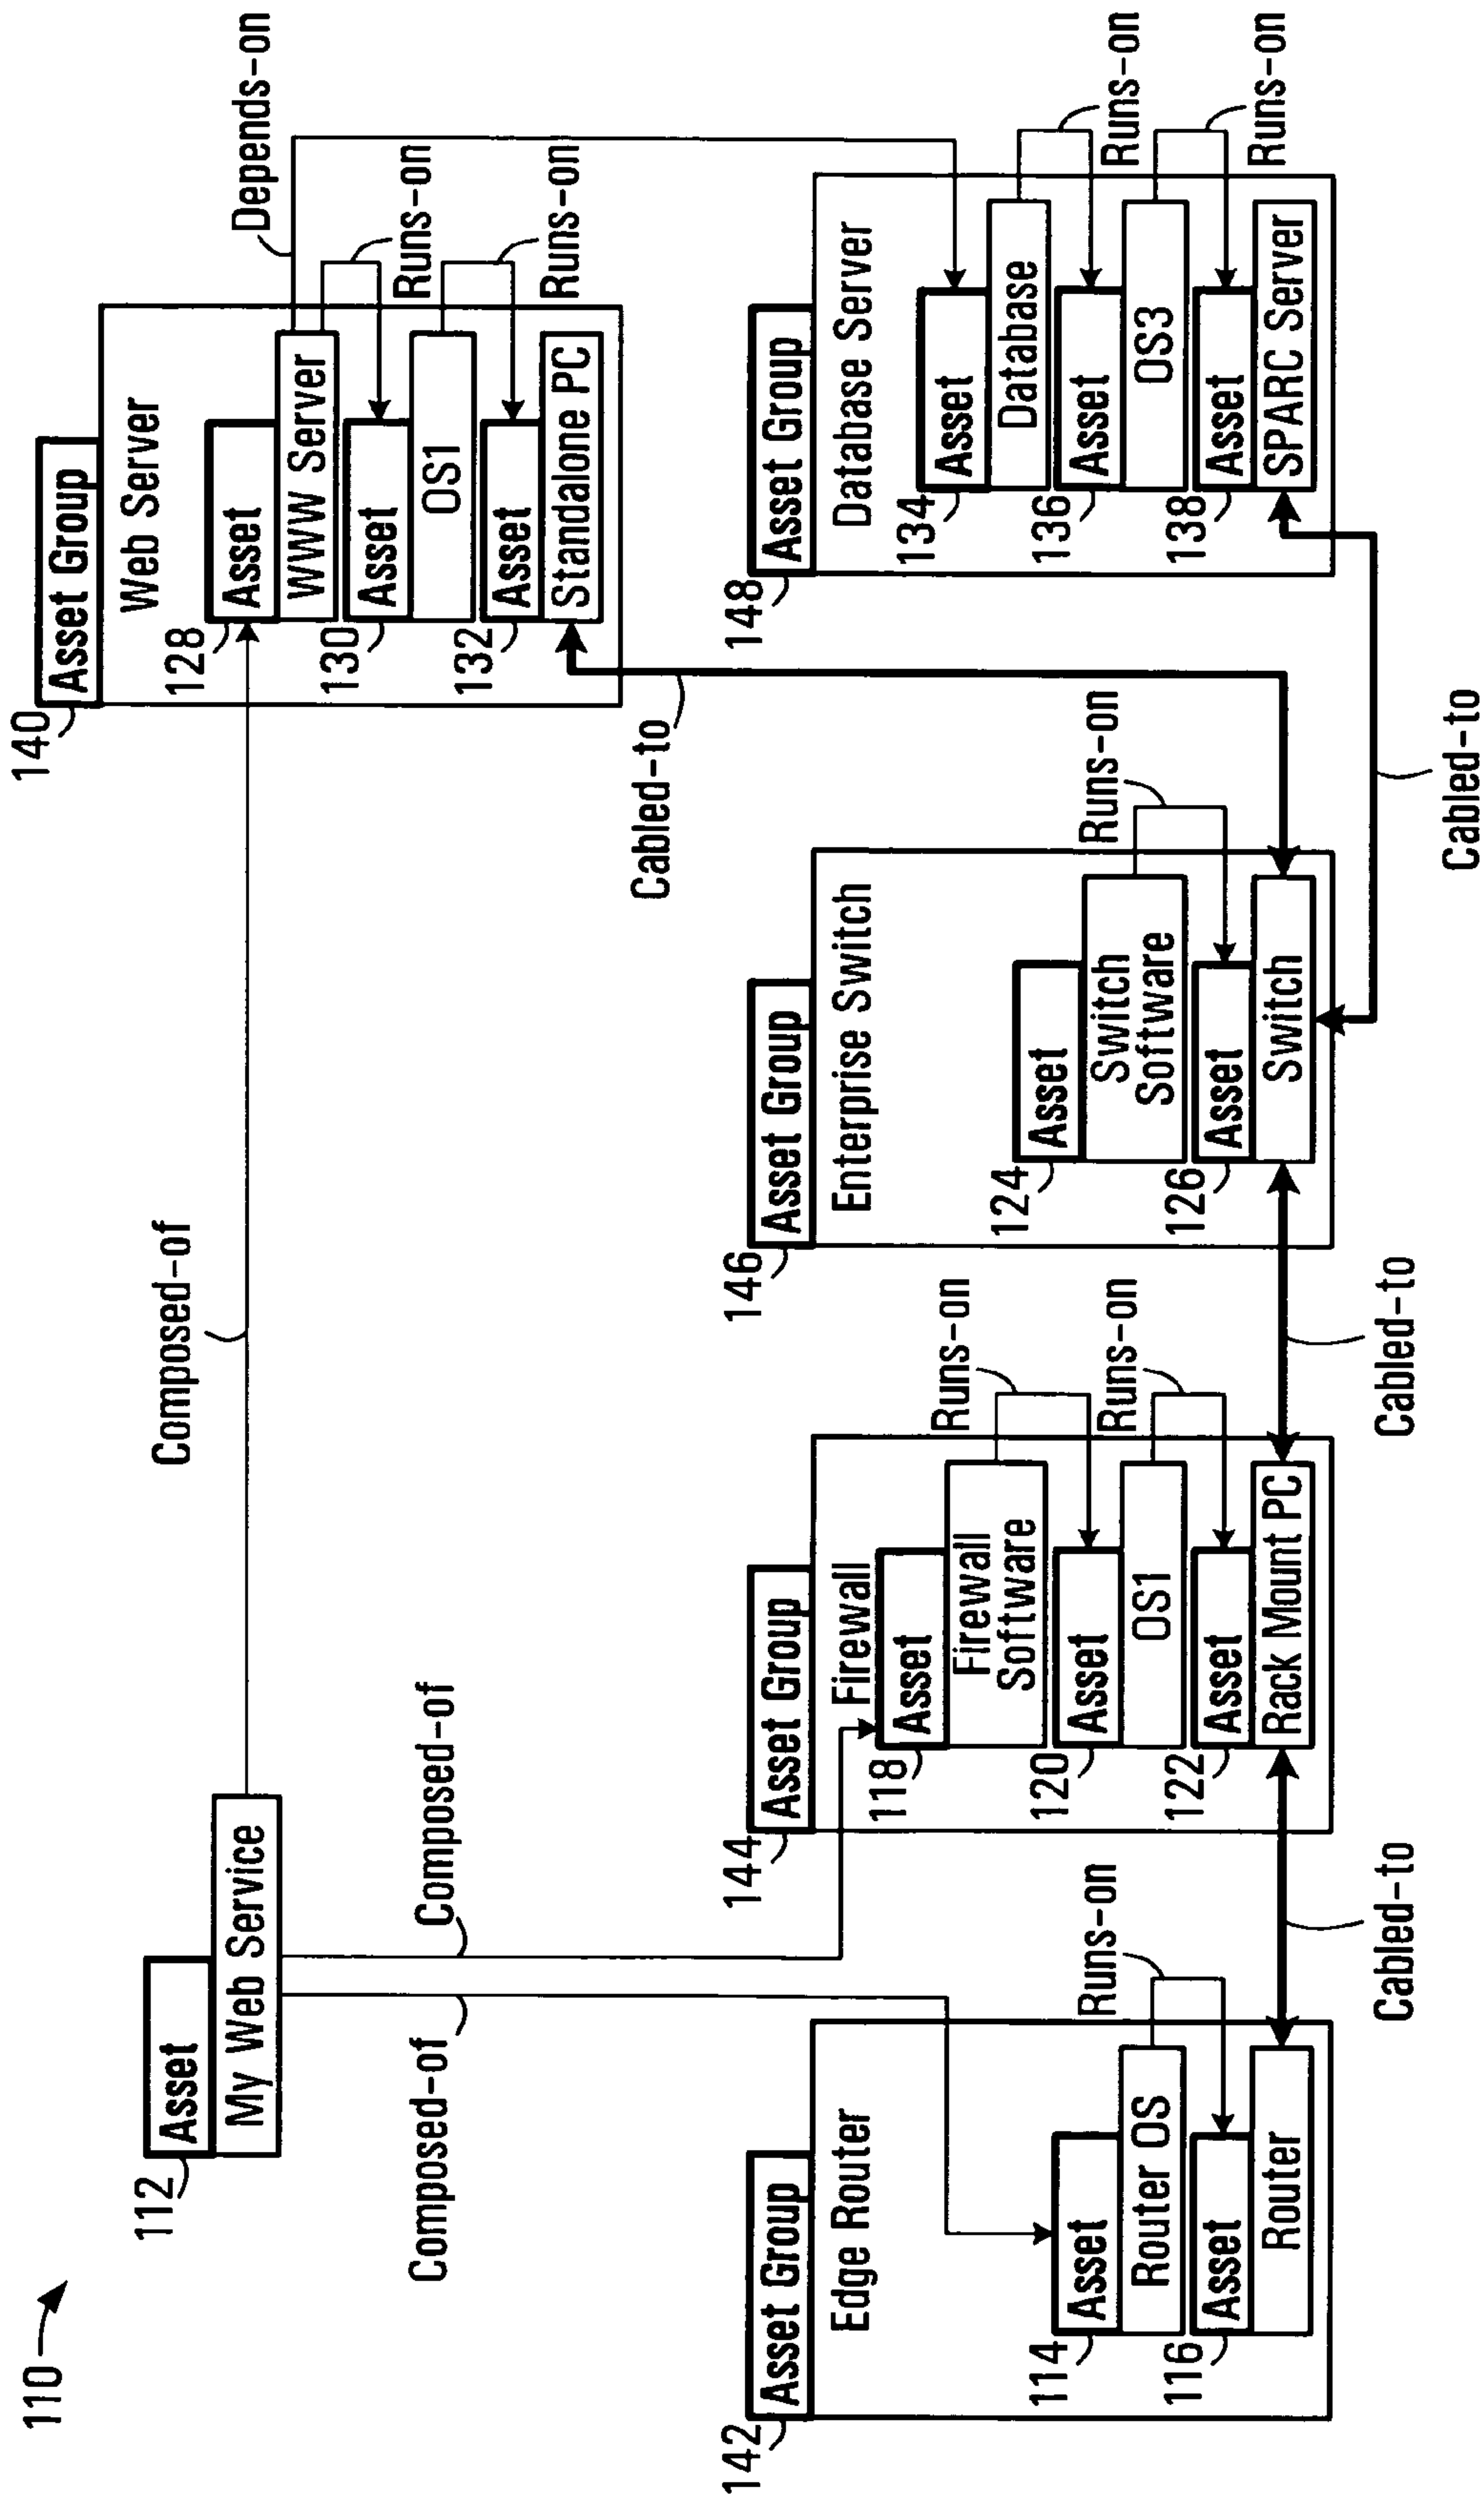 110
112
Asset
My Web Service
Composed-of
Composed-of
Composed-of
140
Asset Group
Web Server
128
Asset
WWW Server
130
Asset
OS1
132
Asset
Standalone PC
Depends-on
Runs-on
Runs-on
Cabled-to
142
Asset Group
Edge Router
114
Asset
Router OS
116
Asset
Router
Runs-on
Cabled-to
144
Asset Group
Firewall
118
Asset
Firewall
Software
120
Asset
OS1
122
Asset
Rack Mount PC
Runs-on
Runs-on
Cabled-to
146
Asset Group
Enterprise Switch
124
Asset
Switch
Software
126
Asset
Switch
Runs-on
Cabled-to
148
Asset Group
Database Server
134
Asset
Database
136
Asset
OS3
138
Asset
SPARC Server
Runs-on
Runs-on